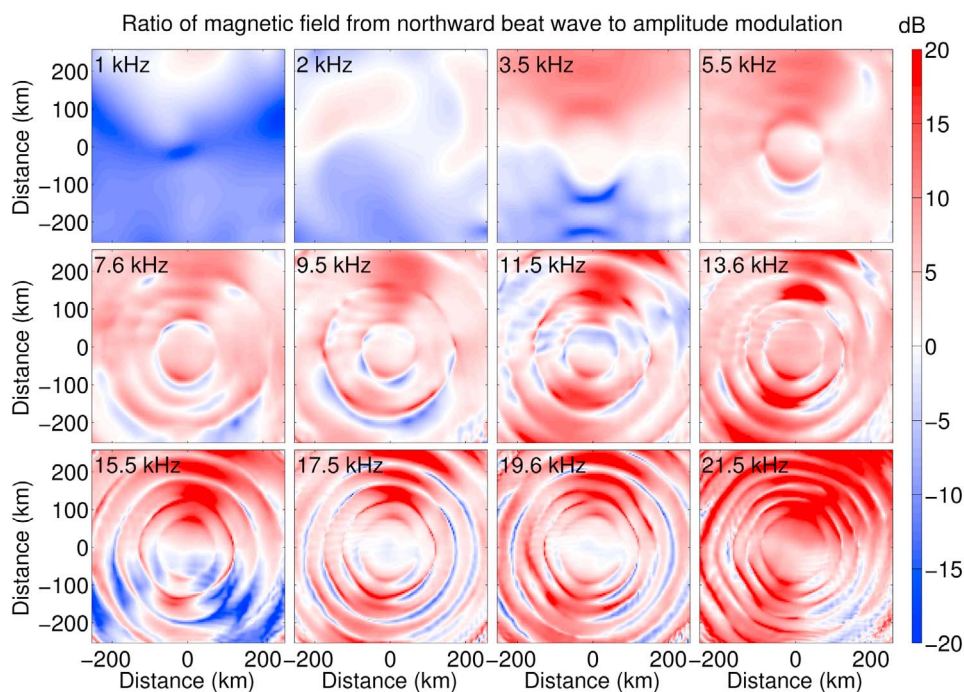 Ratio of magnetic field from northward beat wave to amplitude modulation
dB
1 kHz
2 kHz
3.5 kHz
5.5 kHz
200
100
0
−100
−200
Distance (km)
7.6 kHz
9.5 kHz
11.5 kHz
13.6 kHz
200
100
0
−100
−200
Distance (km)
15.5 kHz
17.5 kHz
19.6 kHz
21.5 kHz
200
100
0
−100
−200
Distance (km)
−200 0 200
−200 0 200
−200 0 200
−200 0 200
Distance (km)
Distance (km)
Distance (km)
Distance (km)
20
15
10
5
0
−5
−10
−15
−20